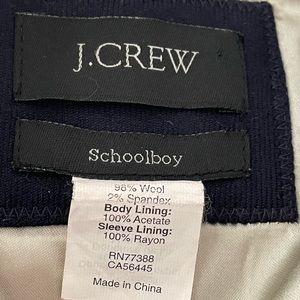 J.CREW
Schoolboy
98% Wool
2% Spandex
Body Lining:
100% Acetate
Sleeve Lining:
100% Rayon
RN77388
CA56445
Made in China